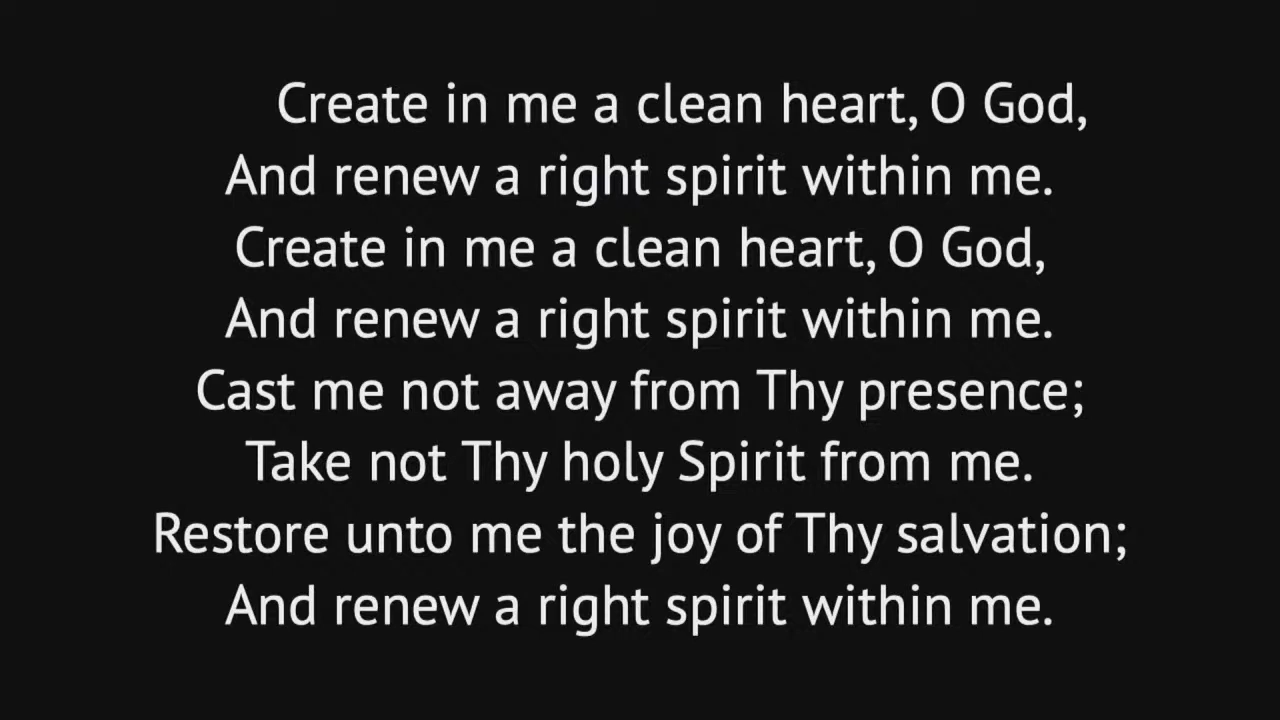 Create in me a clean heart, O God,
And renew a right spirit within me.
Create in me a clean heart, O God,
And renew a right spirit within me.
Cast me not away from Thy presence;
Take not Thy holy Spirit from me.
Restore unto me the joy of Thy salvation;
And renew a right spirit within me.